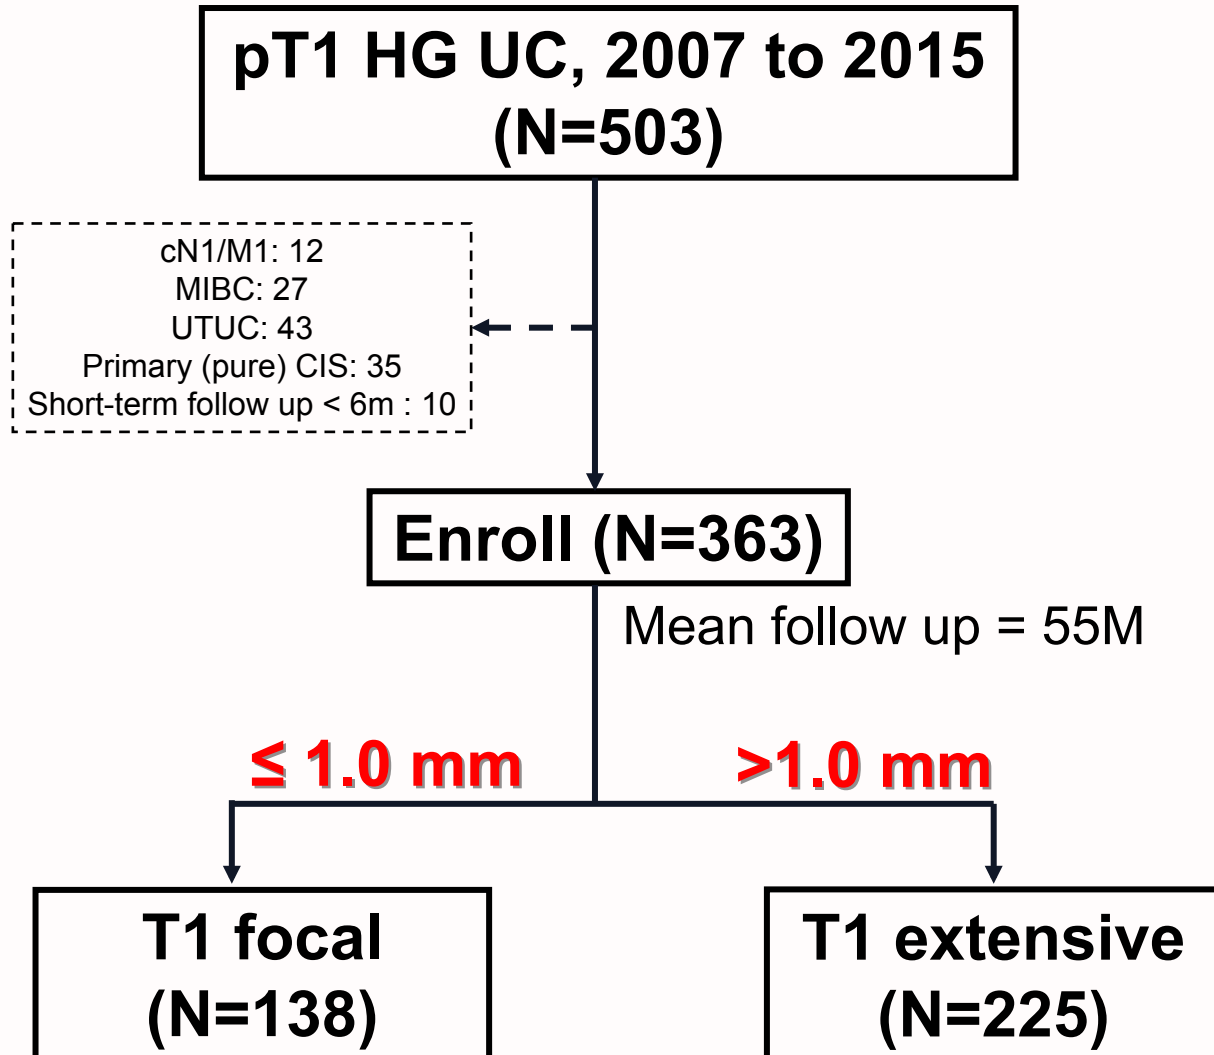 pT1 HG UC, 2007 to 2015
(N=503)
cN1/M1: 12
MIBC: 27
UTUC: 43
Primary (pure) CIS: 35
Short-term follow up < 6m : 10
Enroll (N=363)
Mean follow up = 55M
≤ 1.0 mm
>1.0 mm
T1 focal
(N=138)
T1 extensive
(N=225)